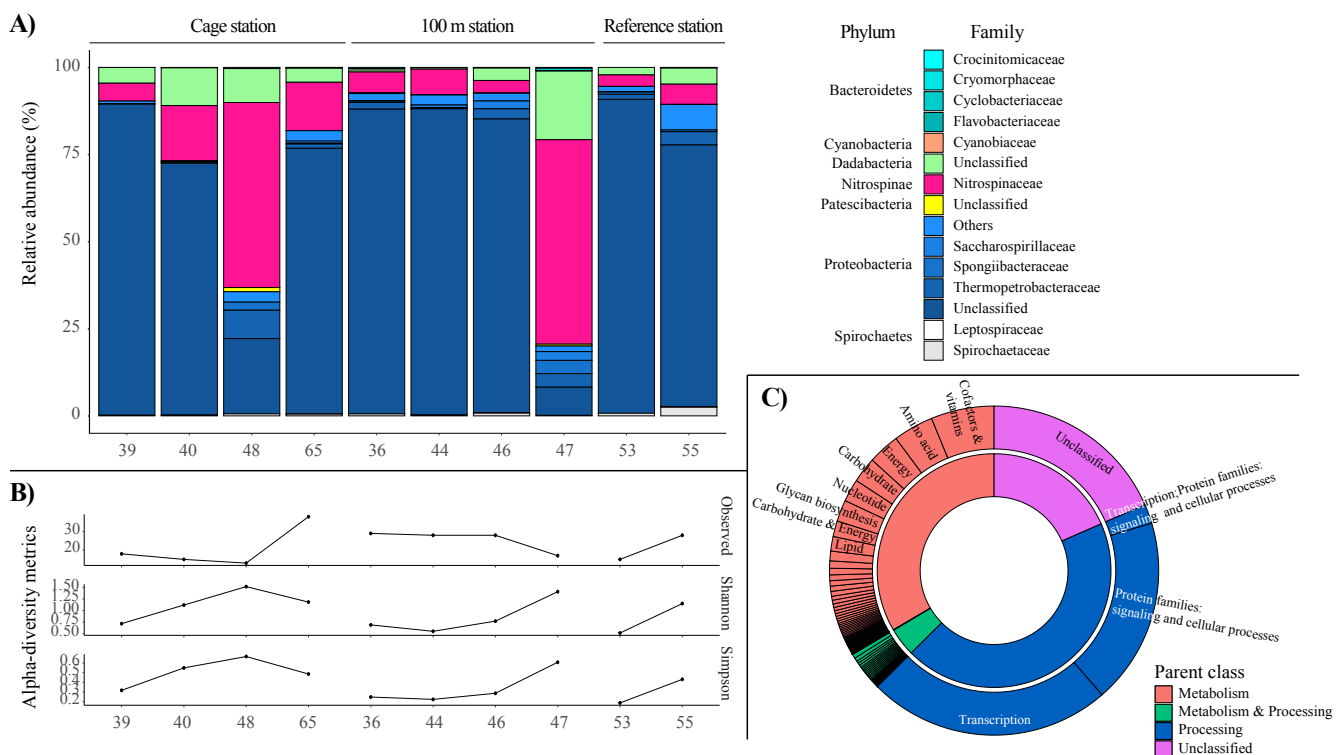 A)
Cage station
100 m station
Reference station
Relative abundance (%)
100
75
50
25
0
39
40
48
65
36
44
46
47
53
55
Phylum
Family
Bacteroidetes
Cyanobacteria
Dadabacteria
Nitrospinae
Patescibacteria
Proteobacteria
Spirochaetes
Crocinitomicaceae
Cryomorphaceae
Cyclobacteriaceae
Flavobacteriaceae
Cyanobiaceae
Unclassified
Nitrospinaceae
Unclassified
Others
Saccharospirillaceae
Spongiibacteraceae
Thermopetrobacteraceae
Unclassified
Leptospiraceae
Spirochaetaceae
B)
Alpha-diversity metrics
30
20
Observed
1.50
1.25
1.00
0.75
0.50
Shannon
0.6
0.5
0.4
0.3
0.2
Simpson
39
40
48
65
36
44
46
47
53
55
C)
Cofactors &
vitamins
Amino acid
Energy
Carbohydrate
Nucleotide
Glycan biosynthesis
Carbohydrate &
Energy
Lipid
Unclassified
Transcription;Protein families:
signaling and cellular processes
Protein families:
signaling and cellular processes
Transcription
Parent class
Metabolism
Metabolism & Processing
Processing
Unclassified